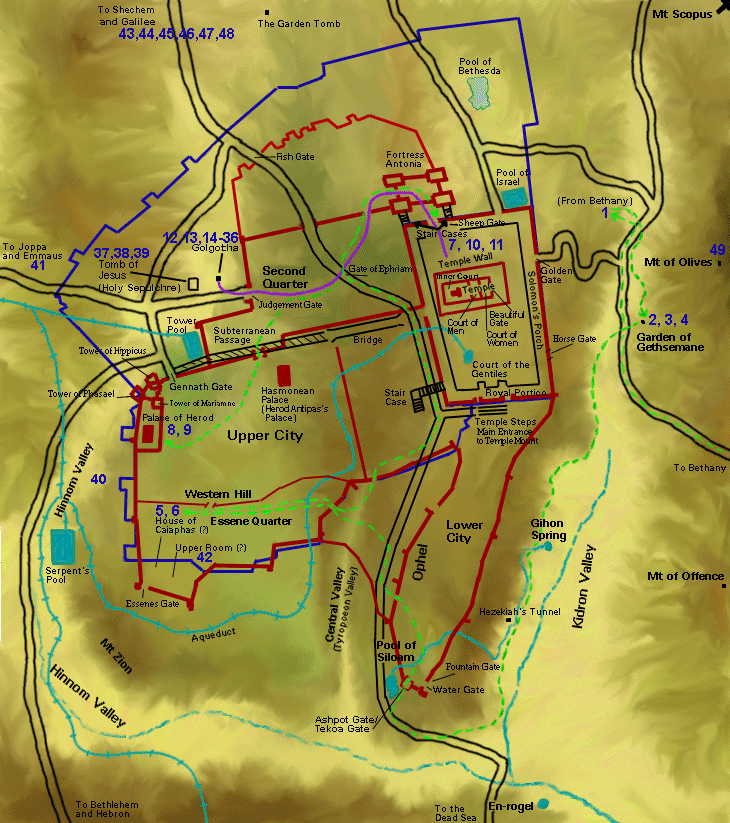 To Shechem
and Galilee
43,44,45,46,47,48
The Garden Tomb
Mt Scopus
Pool of
Bethesda
Fish Gate
Fortress
Antonia
Pool of
Israel
(From Bethany)
1
Sheep Gate
Stair Cases
7, 10, 11
12,13,14-36
Golgotha
37,38,39
Tomb of
Jesus
(Holy Sepulchre)
To Joppa
and Emmaus
41
Second
Quarter
Gate of Ephriam
Temple Wall
Inner Court
Temple
Beautiful
Gate
Court of
Men
Court of
Women
Solomon's Porch
Golden
Gate
49
Mt of Olives
2, 3, 4
Garden of
Gethsemane
Judgement Gate
Tower
Pool
Subterranean
Passage
Bridge
Horse Gate
Tower of Hippicus
Gennath Gate
Court of the
Gentiles
Tower of Phasael
Tower of Mariamne
Hasmonean
Palace
(Herod Antipas's
Palace)
Stair
Case
Royal Portico
Palace of Herod
8, 9
Upper City
Temple Steps
Main Entrance
to Temple Mount
Hinnom Valley
To Bethany
40
Western Hill
5, 6
Essene Quarter
House of
Caiaphas (?)
Upper Room (?)
42
Lower
City
Gihon
Spring
Ophel
Serpent's
Pool
Essenes Gate
Central Valley
(Tyropoeon Valley)
Kidron Valley
Mt of Offence
Hezekiah's Tunnel
Aqueduct
Mt Zion
Pool of
Siloam
Fountain Gate
Water Gate
Hinnom Valley
Ashpot Gate/
Tekoa Gate
To Bethlehem
and Hebron
To the
Dead Sea
En-rogel